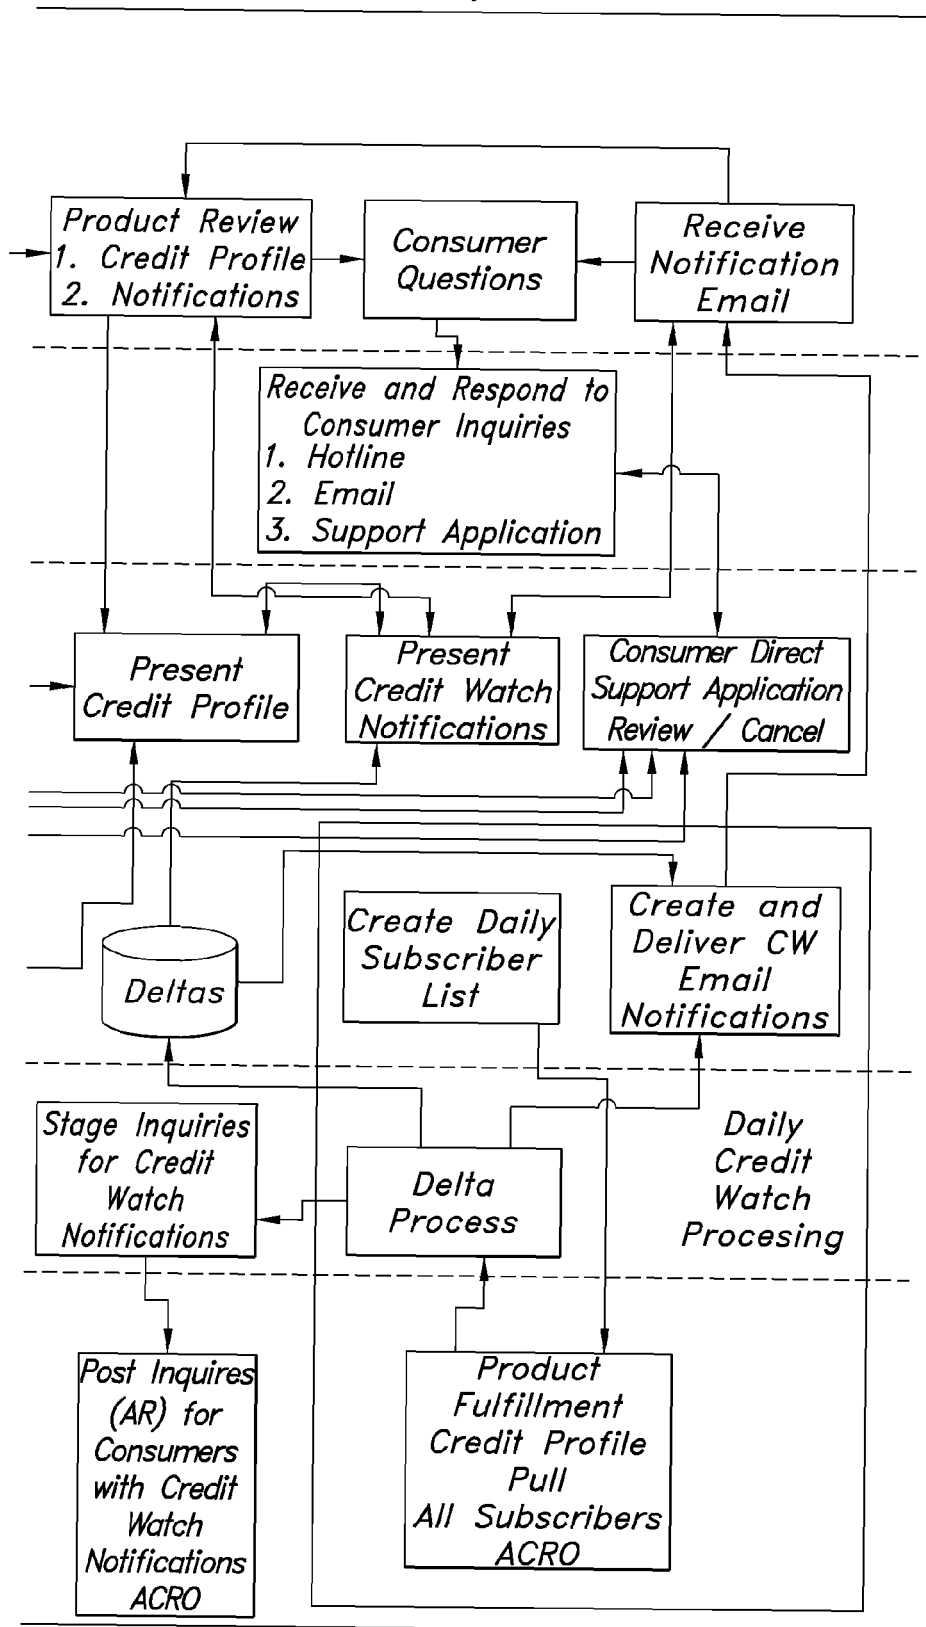 Product Review
1. Credit Profile
2. Notifications
Consumer
Questions
Receive
Notification
Email
Receive and Respond to
Consumer Inquiries
1. Hotline
2. Email
3. Support Application
Present
Credit Profile
Present
Credit Watch
Notifications
Consumer Direct
Support Application
Review / Cancel
Deltas
Create Daily
Subscriber
List
Create and
Deliver CW
Email
Notifications
Stage Inquiries
for Credit
Watch
Notifications
Delta
Process
Daily
Credit
Watch
Procesing
Post Inquires
(AR) for
Consumers
with Credit
Watch
Notifications
ACRO
Product
Fulfillment
Credit Profile
Pull
All Subscribers
ACRO